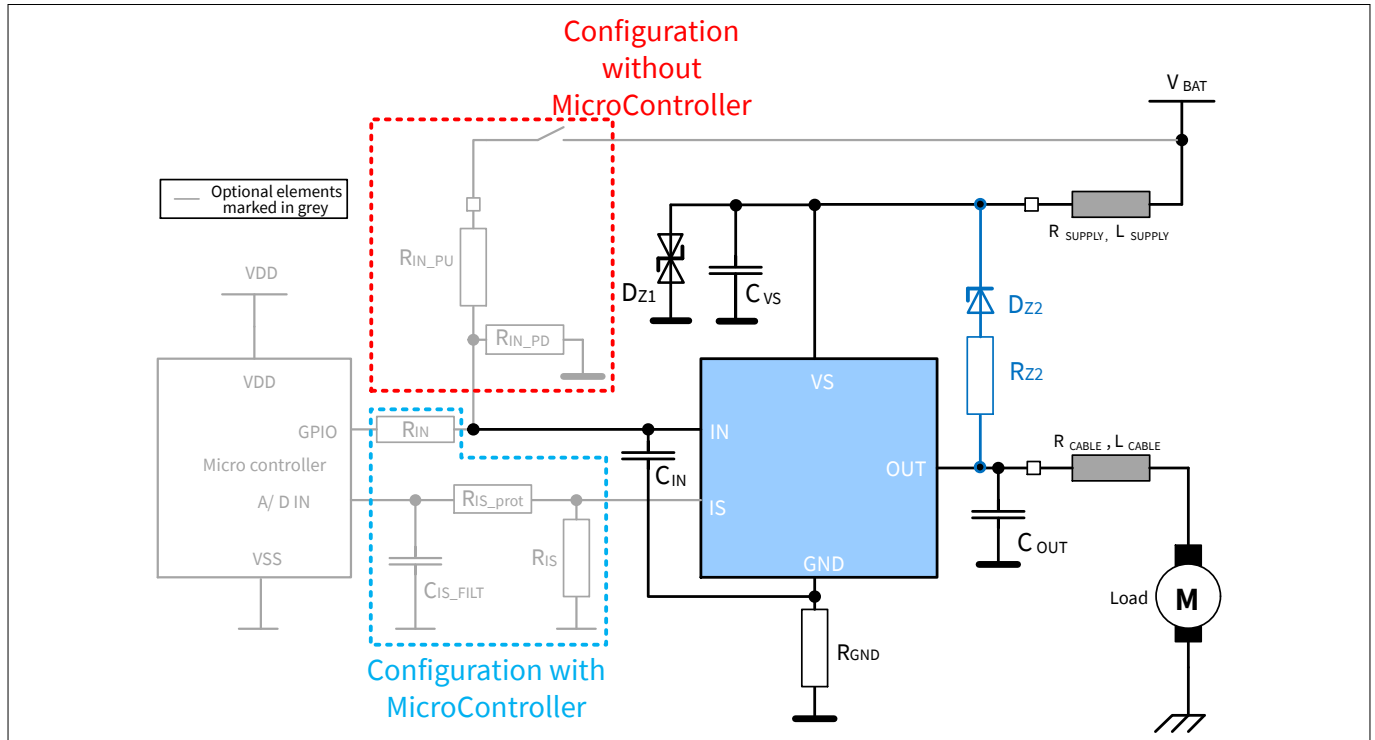 Configuration
without
MicroController
V BAT
Optional elements
marked in grey
R SUPPLY, L SUPPLY
RIN_PU
VDD
DZ1
CVS
DZ2
RIN_PD
RZ2
VDD
VS
GPIO
RIN
IN
R CABLE , L CABLE
Micro controller
CIN
OUT
A/ D IN
RIS_prot
IS
COUT
VSS
RIS
GND
CIS_FILT
Load
M
RGND
Configuration with
MicroController